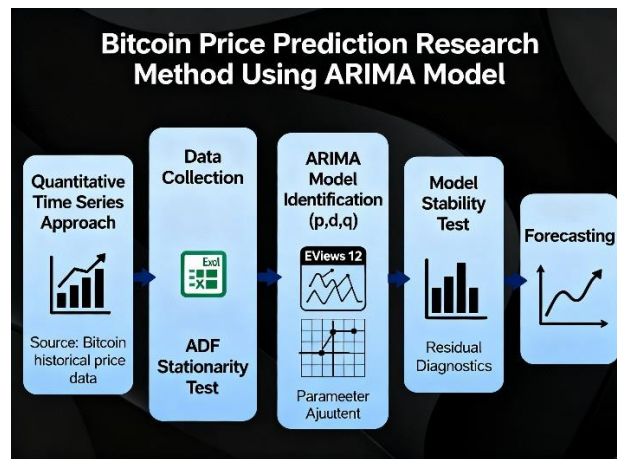 Bitcoin Price Prediction Research
Method Using ARIMA Model
Quantitative
Time Series
Approach
Source: Bitcoin
historical price
data
Data
Collection
Exol
x
ADF
Stationarity
Test
ARIMA
Model
Identification
(p,d,q)
EViews 12
Parameeter
Ajuutent
Model
Stability
Test
Residual
Diagnostics
Forecasting